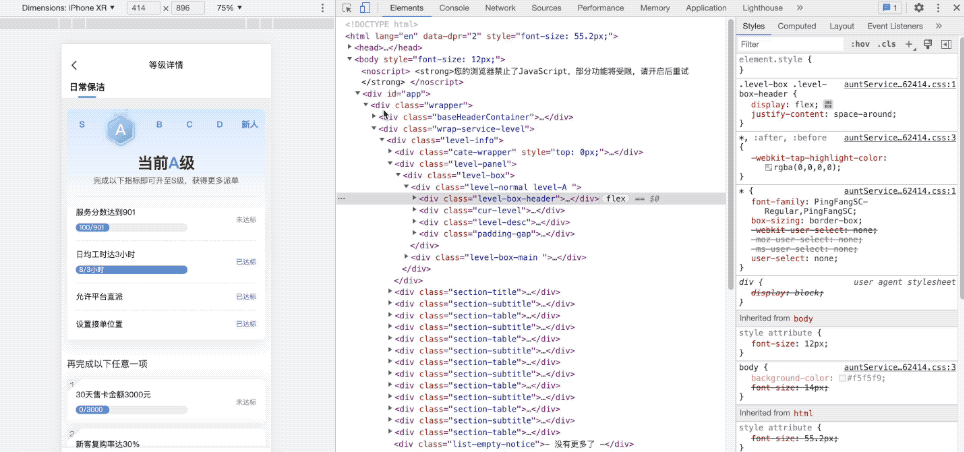 Dimensions: iPhone XR ▼ 414 × 896 75% ▼
等级详情
日常保洁
S A B C D 新人
当前A级
完成以下指标即可升至S级，获得更多派单
服务分数达到901
100/901
未达标
日均工时达3小时
8/3小时
已达标
允许平台直派
已达标
设置接单位置
已达标
再完成以下任意一项
1
30天售卡金额3000元
0/3000
未达标
2
新客复购率达30%
Elements Console Network Sources Performance Memory Application Lighthouse » 1
<!DOCTYPE html>
<html lang="en" data-dpr="2" style="font-size: 55.2px;">
<head>…</head>
<body style="font-size: 12px;">
<noscript> <strong>您的浏览器禁止了JavaScript，部分功能将受限，请开启后重试
</strong> </noscript>
<div id="app">
<div class="wrapper">
<div class="baseHeaderContainer">…</div>
<div class="wrap-service-level">
<div class="level-info">
<div class="cate-wrapper" style="top: 0px;">…</div>
<div class="level-panel">
<div class="level-box">
<div class="level-normal level-A ">
<div class="level-box-header">…</div> flex == $0
<div class="cur-level">…</div>
<div class="level-desc">…</div>
<div class="padding-gap">…</div>
</div>
<div class="level-box-main ">…</div>
</div>
</div>
<div class="section-title">…</div>
<div class="section-subtitle">…</div>
<div class="section-table">…</div>
<div class="section-subtitle">…</div>
<div class="section-table">…</div>
<div class="section-subtitle">…</div>
<div class="section-table">…</div>
<div class="section-subtitle">…</div>
<div class="section-table">…</div>
<div class="section-subtitle">…</div>
<div class="section-table">…</div>
<div class="section-subtitle">…</div>
<div class="section-table">…</div>
<div class="list-empty-notice">— 没有更多了 —</div>
Styles Computed Layout Event Listeners »
Filter :hov .cls +
element.style {
}
.level-box .level-box-header {
auntService…62414.css:1
display: flex;
justify-content: space-around;
}
*, :after, :before {
auntService…62414.css:1
-webkit-tap-highlight-color:
rgba(0,0,0,0);
}
* {
auntService…62414.css:1
font-family: PingFangSC-
Regular,PingFangSC;
box-sizing: border-box;
-webkit-user-select: none;
-moz-user-select: none;
-ms-user-select: none;
user-select: none;
}
div {
user agent stylesheet
display: block;
}
Inherited from body
style attribute {
font-size: 12px;
}
body {
auntService…62414.css:3
background-color: #f5f5f9;
font-size: 14px;
}
Inherited from html
style attribute {
font-size: 55.2px;
}